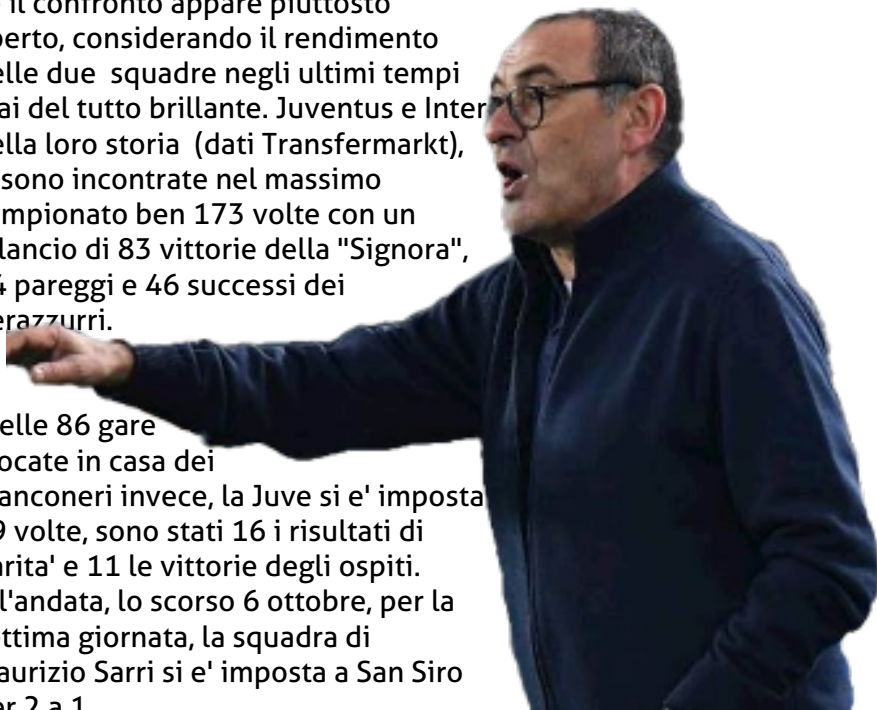 il confronto appare piuttosto
perto, considerando il rendimento
elle due squadre negli ultimi tempi
ai del tutto brillante. Juventus e Inter
ella loro storia (dati Transfermarkt),
sono incontrate nel massimo
mpionato ben 173 volte con un
lancio di 83 vittorie della "Signora",
4 pareggi e 46 successi dei
erazzurri.
elle 86 gare
ocate in casa dei
anconeri invece, la Juve si e' imposta
9 volte, sono stati 16 i risultati di
arita' e 11 le vittorie degli ospiti.
l'andata, lo scorso 6 ottobre, per la
ettima giornata, la squadra di
aurizio Sarri si e' imposta a San Siro
er 2 a 1